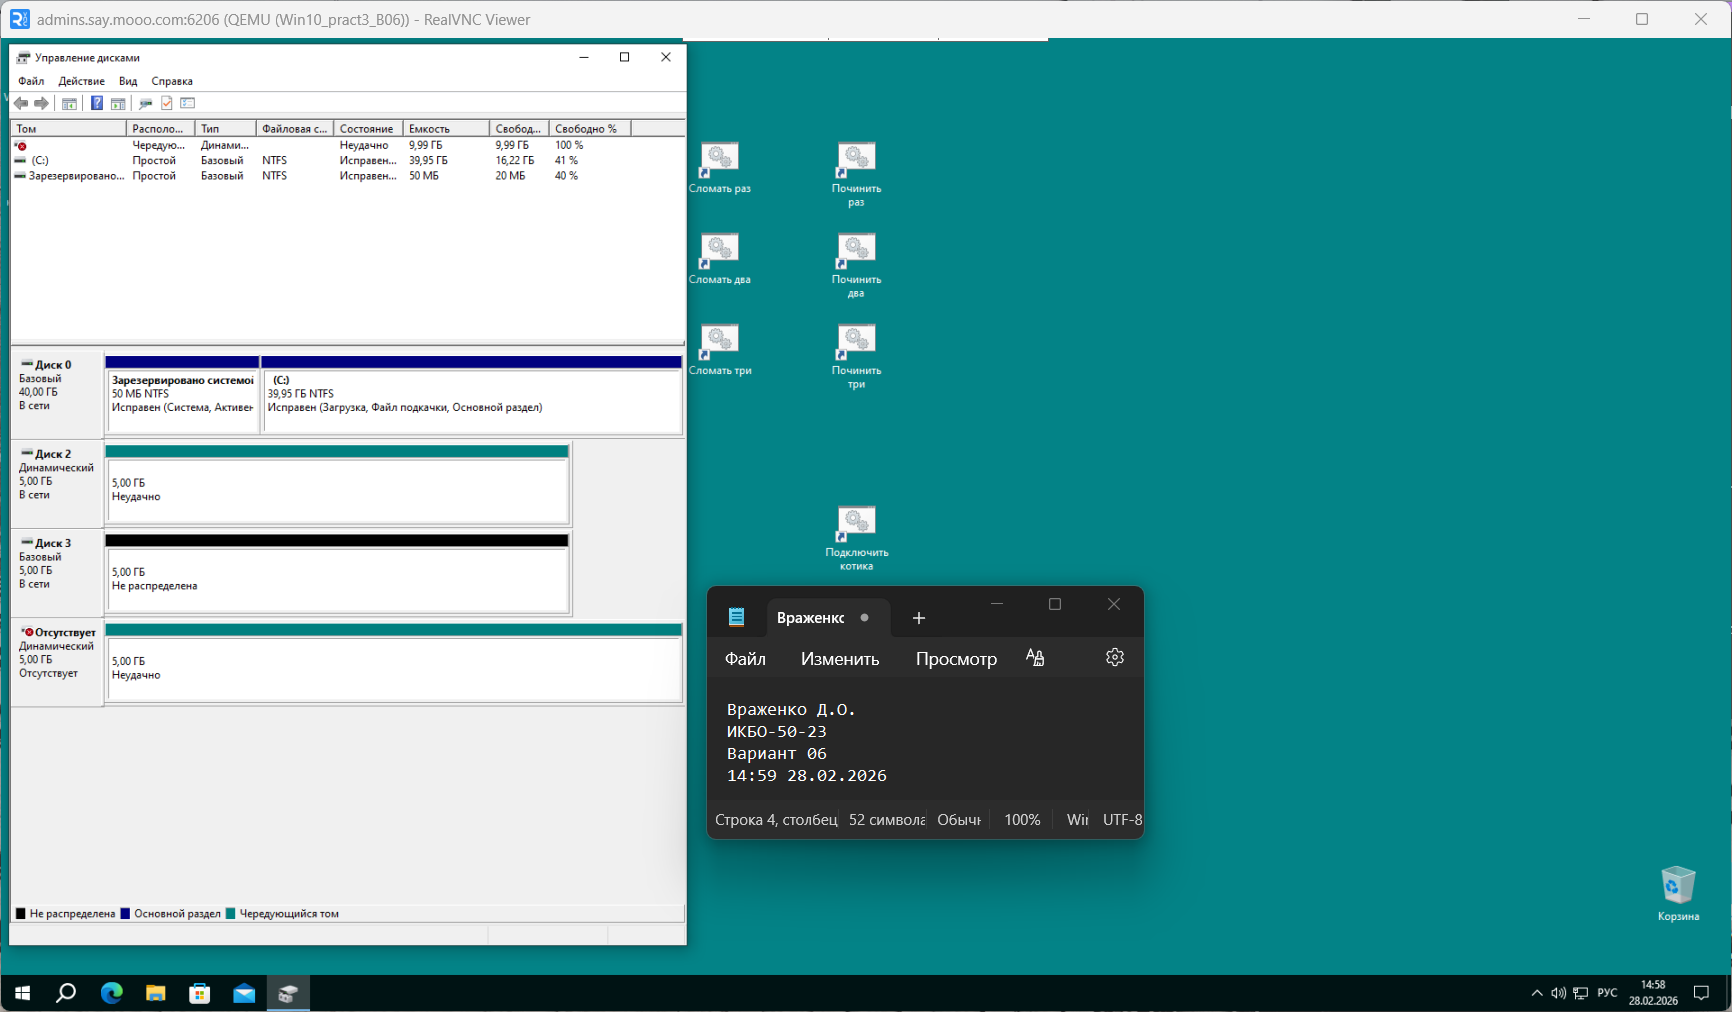 admins.say.mooo.com:6206 (QEMU (Win10_pract3_B06)) - RealVNC Viewer
Управление дисками
Файл Действие Вид Справка
Том Располо... Тип Файловая с... Состояние Емкость Свобод... Свободно %
Чередую... Динами... Неудачно 9,99 ГБ 9,99 ГБ 100 %
(C:) Простой Базовый NTFS Исправен... 39,95 ГБ 16,22 ГБ 41 %
Зарезервировано... Простой Базовый NTFS Исправен... 50 МБ 20 МБ 40 %
Диск 0
Базовый
40,00 ГБ
В сети
Зарезервировано системой
50 МБ NTFS
Исправен (Система, Активен
(C:)
39,95 ГБ NTFS
Исправен (Загрузка, Файл подкачки, Основной раздел)
Диск 2
Динамический
5,00 ГБ
В сети
5,00 ГБ
Неудачно
Диск 3
Базовый
5,00 ГБ
В сети
5,00 ГБ
Не распределена
Отсутствует
Динамический
5,00 ГБ
Отсутствует
5,00 ГБ
Неудачно
Не распределена Основной раздел Чередующийся том
Сломать раз
Починить
раз
Сломать два
Починить
два
Сломать три
Починить
три
Подключить
котика
Враженко
Файл Изменить Просмотр
Враженко Д.О.
ИКБО-50-23
Вариант 06
14:59 28.02.2026
Строка 4, столбец 52 символа Обычн 100% Win UTF-8
Корзина
РУС
14:58
28.02.2026